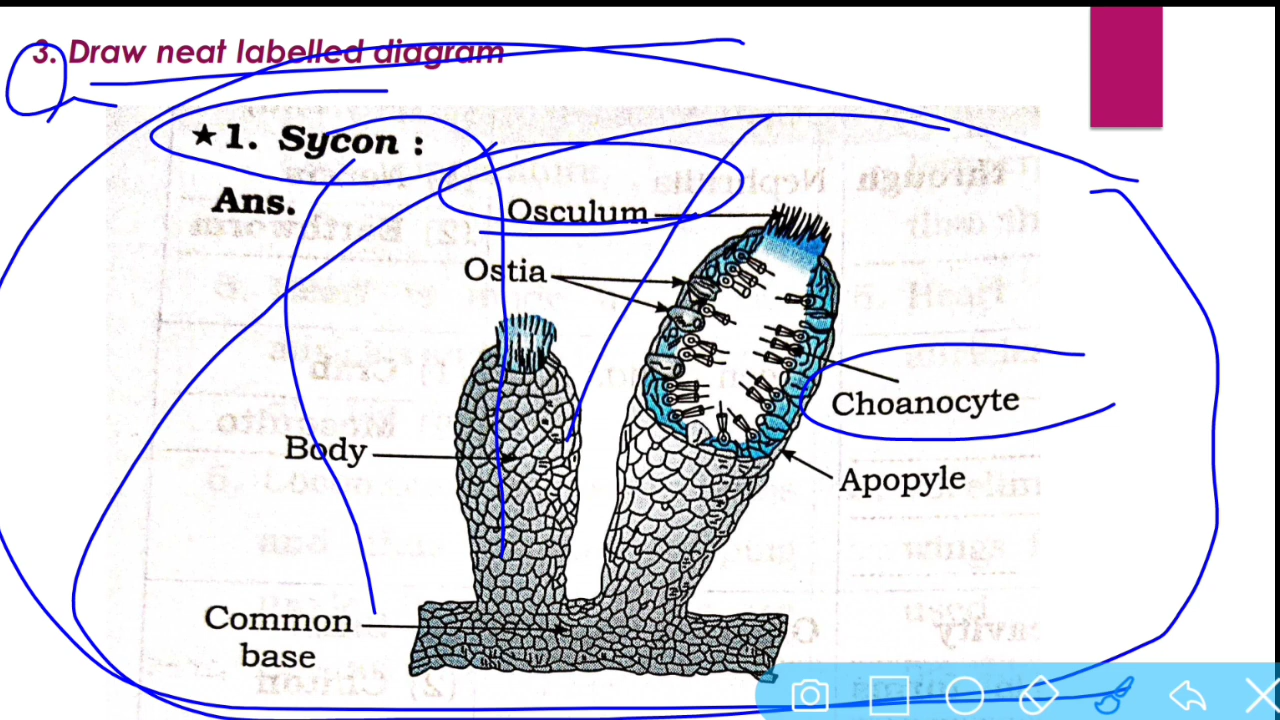 3. Draw neat labelled diagram
★1. Sycon :
Ans.
Osculum
Ostia
Choanocyte
Body
Apopyle
Common
base